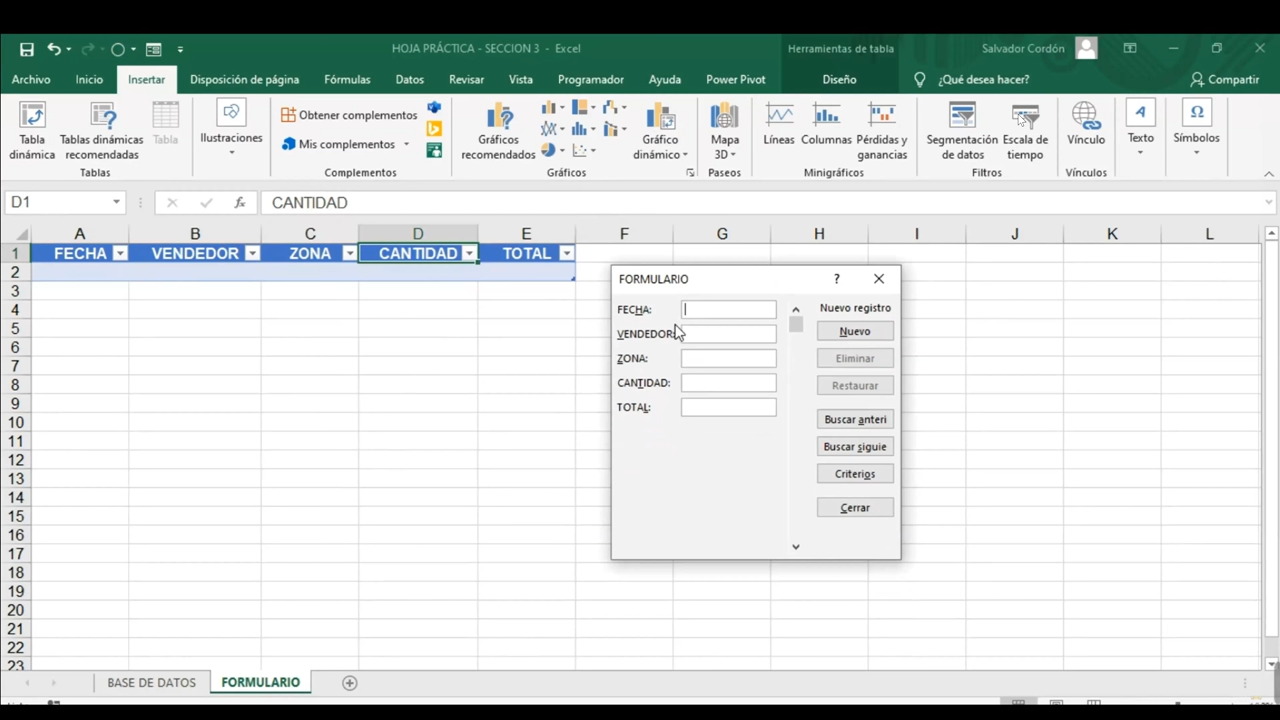 HOJA PRÁCTICA - SECCION 3 - Excel
Herramientas de tabla
Salvador Cordón
Archivo Inicio Insertar Disposición de página Fórmulas Datos Revisar Vista Programador Ayuda Power Pivot Diseño ¿Qué desea hacer? Compartir
Tabla dinámica
Tablas dinámicas recomendadas
Tabla
Tablas
Ilustraciones
Obtener complementos
Mis complementos
Complementos
Gráficos recomendados
Gráfico dinámico
Gráficos
Mapa 3D
Paseos
Líneas
Columnas
Pérdidas y ganancias
Minigráficos
Segmentación de datos
Escala de tiempo
Filtros
Vínculo
Vínculos
Texto
Símbolos
D1 fx CANTIDAD
A B C D E F G H I J K L
1 FECHA VENDEDOR ZONA CANTIDAD TOTAL
2
3
4
5
6
7
8
9
10
11
12
13
14
15
16
17
18
19
20
21
22
23
FORMULARIO ?
FECHA:
VENDEDOR:
ZONA:
CANTIDAD:
TOTAL:
Nuevo registro
Nuevo
Eliminar
Restaurar
Buscar anteri
Buscar siguie
Criterios
Cerrar
BASE DE DATOS FORMULARIO